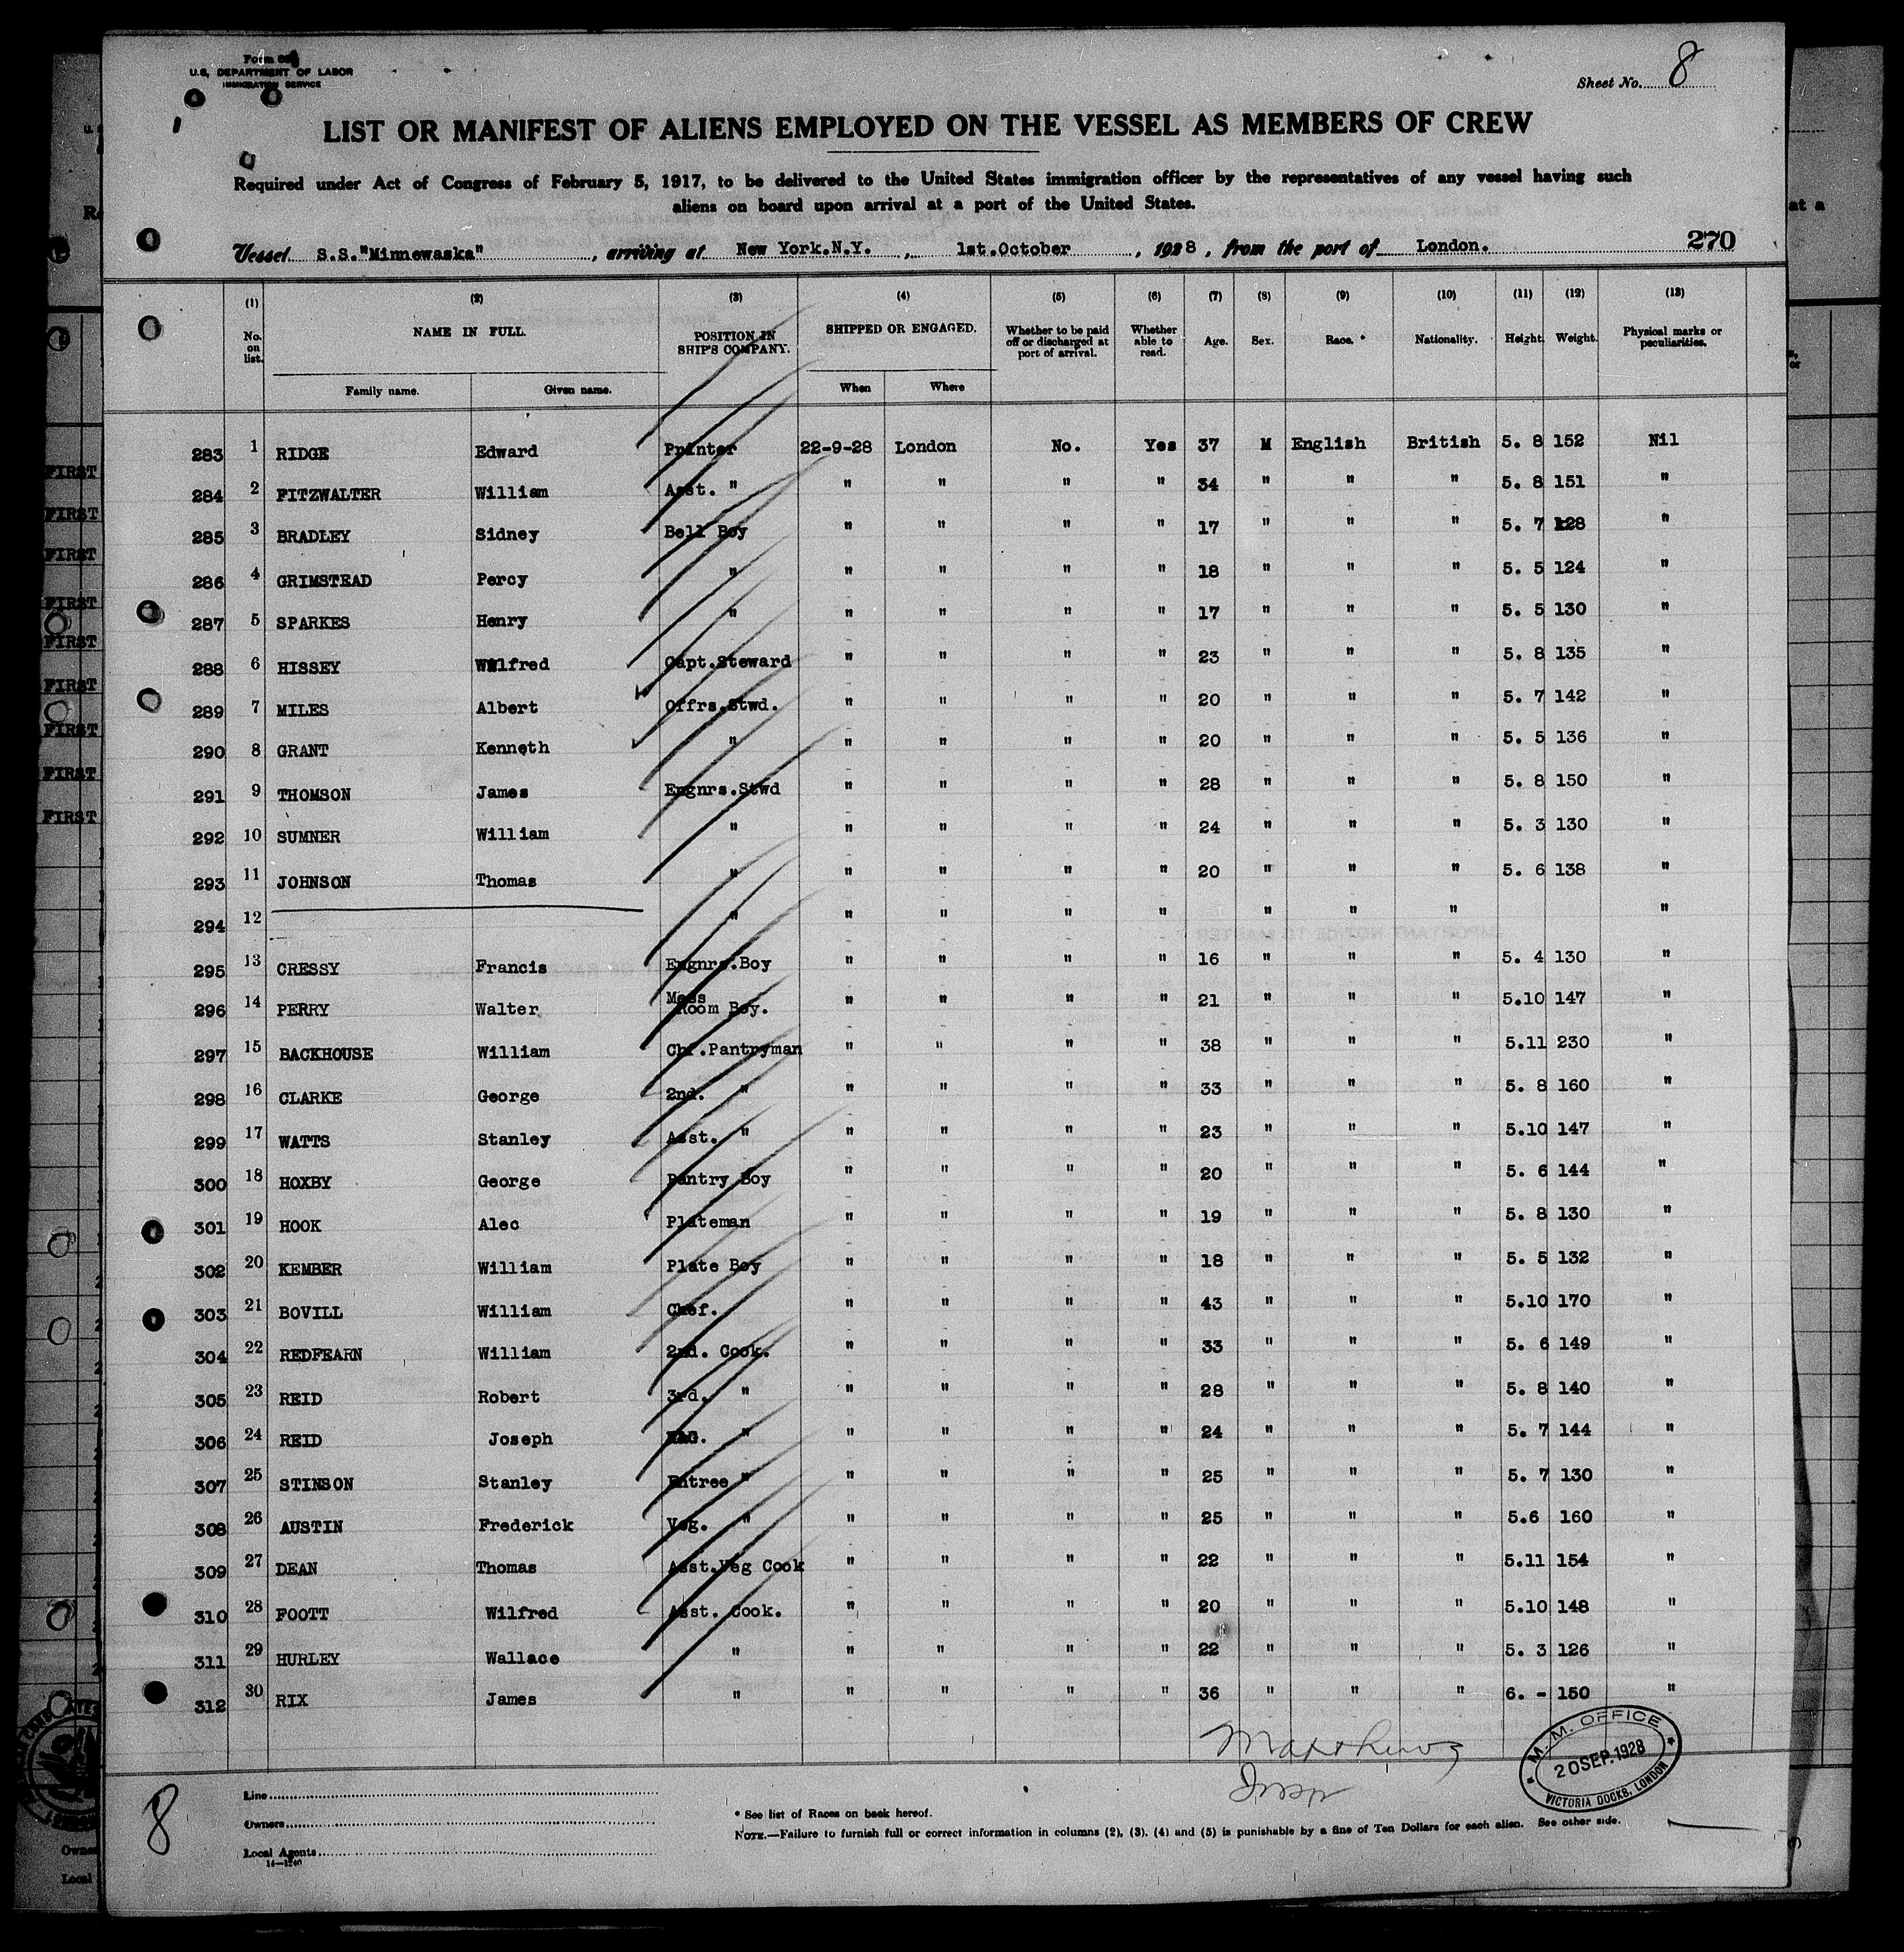 Form 689
U.S. DEPARTMENT OF LABOR
IMMIGRATION SERVICE
Sheet No. 8
LIST OR MANIFEST OF ALIENS EMPLOYED ON THE VESSEL AS MEMBERS OF CREW
Required under Act of Congress of February 5, 1917, to be delivered to the United States immigration officer by the representatives of any vessel having such
aliens on board upon arrival at a port of the United States.
Vessel S.S."Minnewaska", arriving at New York.N.Y., 1st.October, 1928, from the port of London. 270
(1) (2) (3) (4) (5) (6) (7) (8) (9) (10) (11) (12) (13)
No. on list. NAME IN FULL. POSITION IN SHIP'S COMPANY. SHIPPED OR ENGAGED. Whether to be paid off or discharged at port of arrival. Whether able to read. Age. Sex. Race.* Nationality. Height. Weight. Physical marks or peculiarities.
Family name. Given name. When Where
283 1 RIDGE Edward Printer 22-9-28 London No. Yes 37 M English British 5. 8 152 Nil
284 2 FITZWALTER William Asst. " " " " " 34 " " " 5. 8 151 "
285 3 BRADLEY Sidney Bell Boy " " " " 17 " " " 5. 7 128 "
286 4 GRIMSTEAD Percy " " " " " 18 " " " 5. 5 124 "
287 5 SPARKES Henry " " " " " 17 " " " 5. 5 130 "
288 6 HISSEY Wilfred Capt.Steward " " " " 23 " " " 5. 8 135 "
289 7 MILES Albert Offrs.Stwd. " " " " 20 " " " 5. 7 142 "
290 8 GRANT Kenneth " " " " " 20 " " " 5. 5 136 "
291 9 THOMSON James Engnrs.Stwd " " " " 28 " " " 5. 8 150 "
292 10 SUMNER William " " " " " 24 " " " 5. 3 130 "
293 11 JOHNSON Thomas " " " " " 20 " " " 5. 6 138 "
294 12 " " " " " " " " "
295 13 CRESSY Francis Engnrs.Boy " " " " 16 " " " 5. 4 130 "
296 14 PERRY Walter Mess Room Boy. " " " " 21 " " " 5.10 147 "
297 15 BACKHOUSE William Chf.Pantryman " " " " 38 " " " 5.11 230 "
298 16 CLARKE George 2nd. " " " " " 33 " " " 5. 8 160 "
299 17 WATTS Stanley Asst. " " " " " 23 " " " 5.10 147 "
300 18 HOXBY George Pantry Boy " " " " 20 " " " 5. 6 144 "
301 19 HOOK Alec Plateman " " " " 19 " " " 5. 8 130 "
302 20 KEMBER William Plate Boy " " " " 18 " " " 5. 5 132 "
303 21 BOVILL William Chef. " " " " 43 " " " 5.10 170 "
304 22 REDFEARN William 2nd. Cook. " " " " 33 " " " 5. 6 149 "
305 23 REID Robert 3rd. " " " " " 28 " " " 5. 8 140 "
306 24 REID Joseph " " " " " 24 " " " 5. 7 144 "
307 25 STINSON Stanley Entree " " " " " 25 " " " 5. 7 130 "
308 26 AUSTIN Frederick Veg. " " " " " 25 " " " 5.6 160 "
309 27 DEAN Thomas Asst.Veg Cook " " " " 22 " " " 5.11 154 "
310 28 FOOTT Wilfred Asst. Cook. " " " " 20 " " " 5.10 148 "
311 29 HURLEY Wallace " " " " " 22 " " " 5. 3 126 "
312 30 RIX James " " " " " 36 " " " 6. - 150 "
Matthews
Insp
M. M. OFFICE
20 SEP. 1928
VICTORIA DOCKS, LONDON
8
Line
Owners
Local Agents
14-1240
* See list of Races on back hereof.
NOTE.—Failure to furnish full or correct information in columns (2), (3), (4) and (5) is punishable by a fine of Ten Dollars for each alien. See other side.
FIRST
FIRST
FIRST
FIRST
FIRST
FIRST
FIRST
FIRST
FIRST
at a
Owne
Local